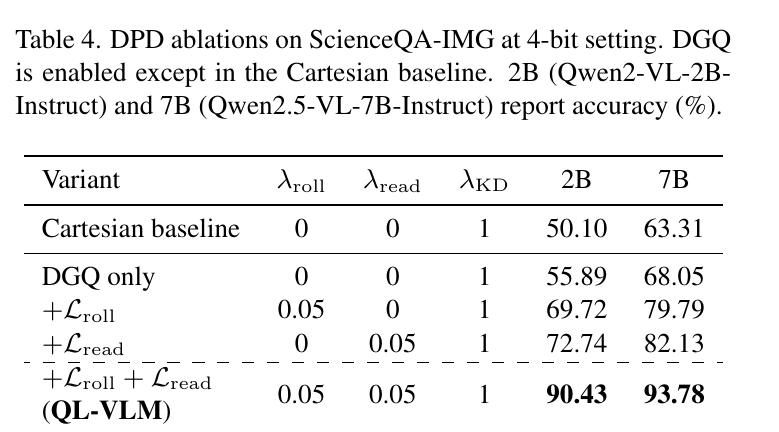 Table 4. DPD ablations on ScienceQA-IMG at 4-bit setting. DGQ
is enabled except in the Cartesian baseline. 2B (Qwen2-VL-2B-
Instruct) and 7B (Qwen2.5-VL-7B-Instruct) report accuracy (%).
Variant λroll λread λKD 2B 7B
Cartesian baseline 0 0 1 50.10 63.31
DGQ only 0 0 1 55.89 68.05
+ℒroll 0.05 0 1 69.72 79.79
+ℒread 0 0.05 1 72.74 82.13
+ℒroll + ℒread
(QL-VLM) 0.05 0.05 1 90.43 93.78